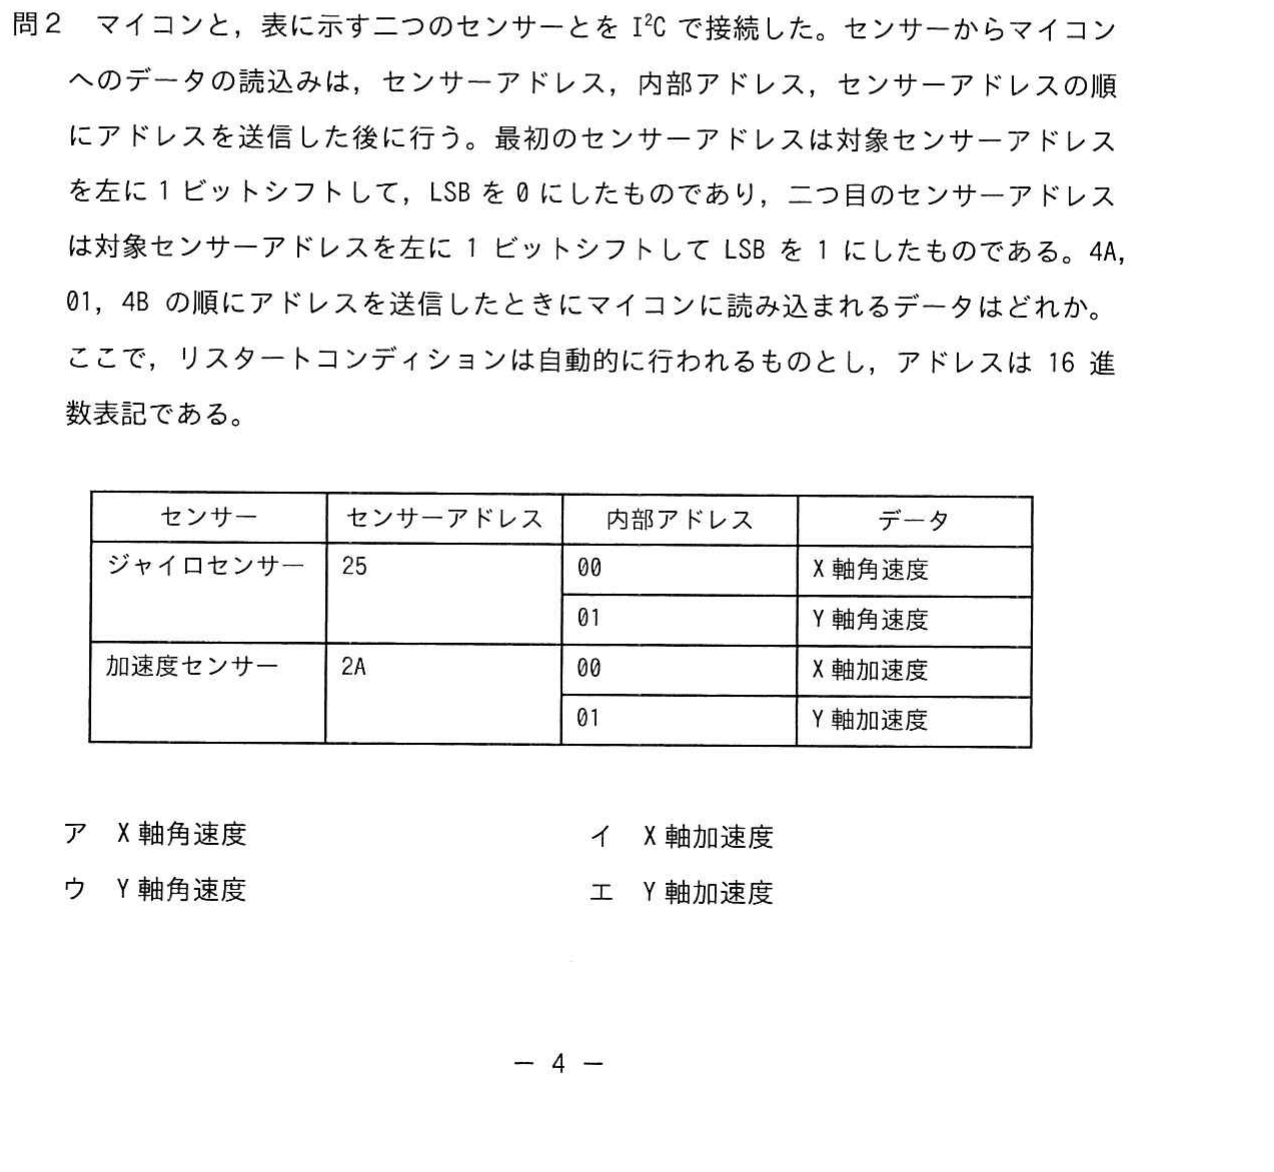 問2 マイコンと，表に示す二つのセンサーとを I²C で接続した。センサーからマイコン
へのデータの読込みは，センサーアドレス，内部アドレス，センサーアドレスの順
にアドレスを送信した後に行う。最初のセンサーアドレスは対象センサーアドレス
を左に 1 ビットシフトして，LSB を 0 にしたものであり，二つ目のセンサーアドレス
は対象センサーアドレスを左に 1 ビットシフトして LSB を 1 にしたものである。4A，
01，4B の順にアドレスを送信したときにマイコンに読み込まれるデータはどれか。
ここで，リスタートコンディションは自動的に行われるものとし，アドレスは 16 進
数表記である。
センサー センサーアドレス 内部アドレス データ
ジャイロセンサー 25 00 X 軸角速度
01 Y 軸角速度
加速度センサー 2A 00 X 軸加速度
01 Y 軸加速度
ア X 軸角速度 イ X 軸加速度
ウ Y 軸角速度 エ Y 軸加速度
— 4 —